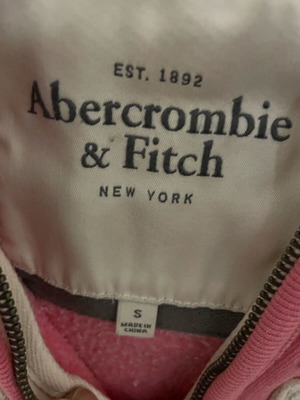 EST. 1892
Abercrombie
& Fitch
NEW YORK
S
MADE IN
CHINA